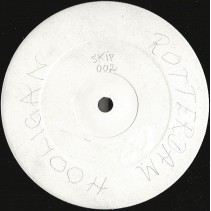 SKIP
002
ROTTERDAM
HOOLIGAN